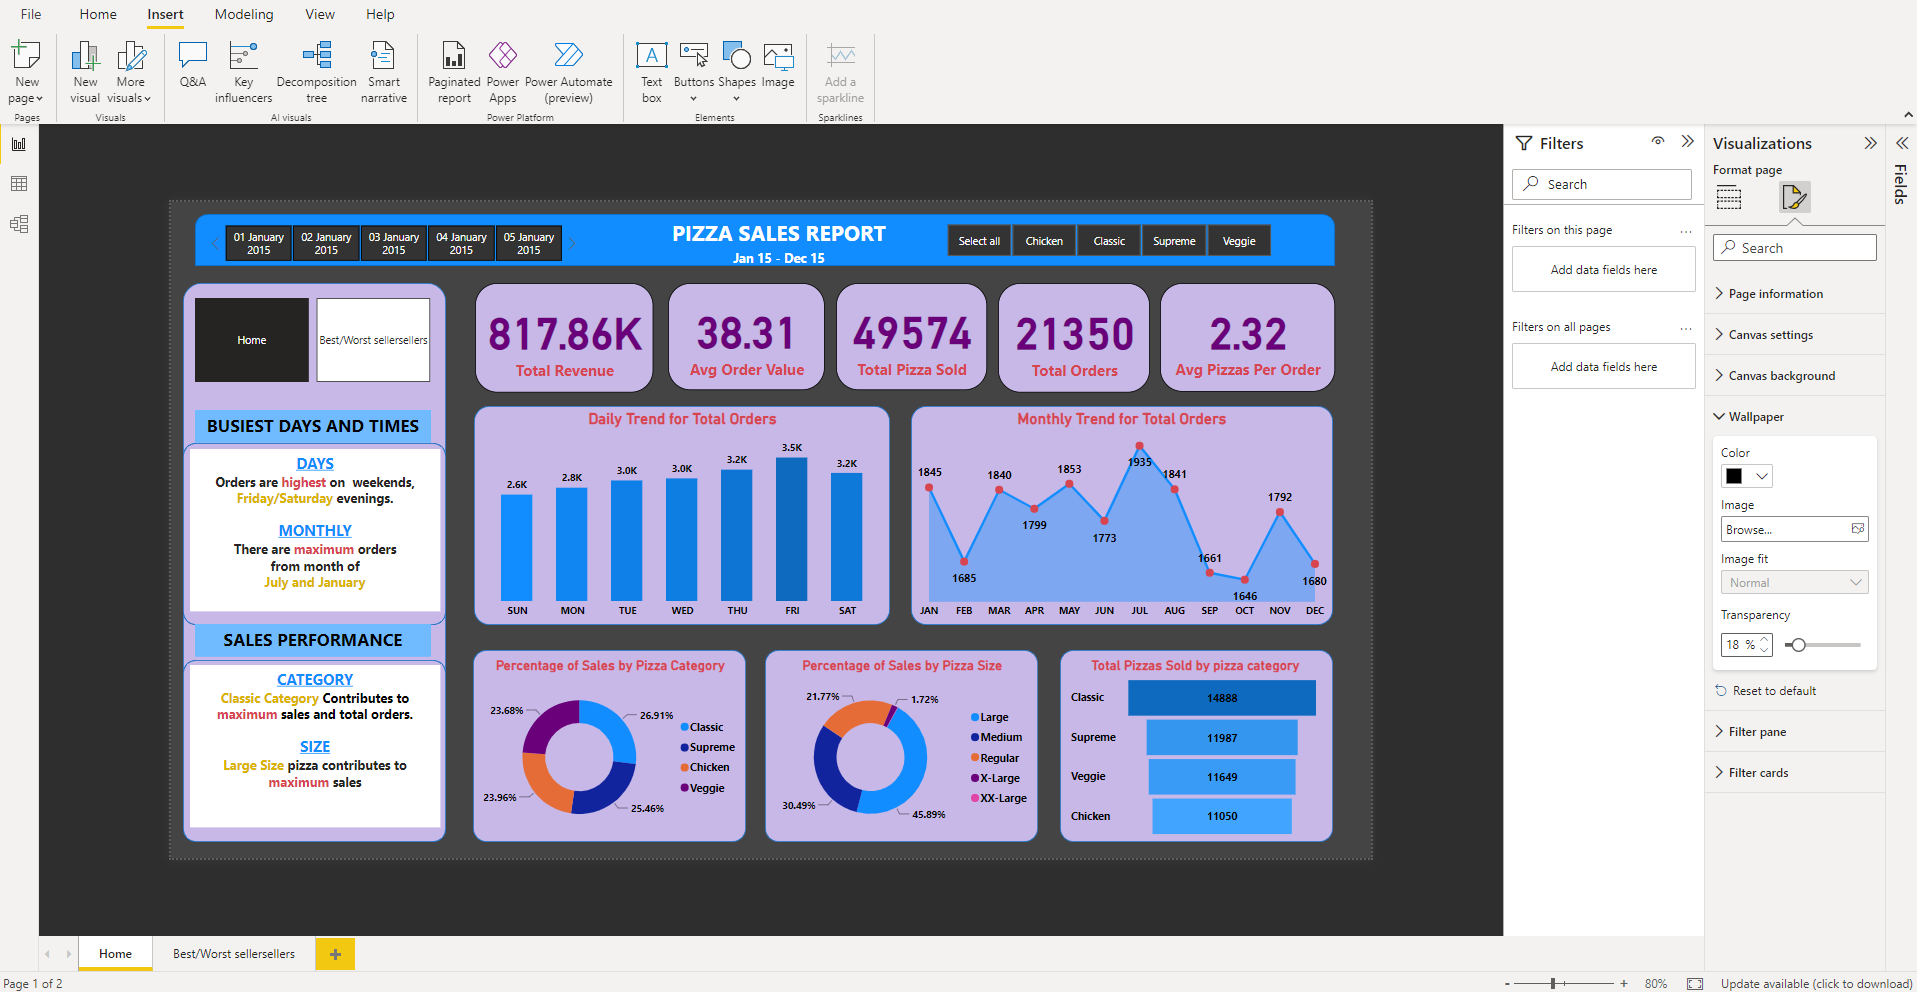 File Home Insert Modeling View Help
New page
New visual
More visuals
Q&A
Key influencers
Decomposition tree
Smart narrative
Paginated report
Power Apps
Power Automate (preview)
Text box
Buttons
Shapes
Image
Add a sparkline
Pages
Visuals
AI visuals
Power Platform
Elements
Sparklines
01 January 2015
02 January 2015
03 January 2015
04 January 2015
05 January 2015
PIZZA SALES REPORT
Jan 15 - Dec 15
Select all
Chicken
Classic
Supreme
Veggie
Home
Best/Worst sellersellers
817.86K
Total Revenue
38.31
Avg Order Value
49574
Total Pizza Sold
21350
Total Orders
2.32
Avg Pizzas Per Order
BUSIEST DAYS AND TIMES
DAYS
Orders are highest on weekends,
Friday/Saturday evenings.
MONTHLY
There are maximum orders
from month of
July and January
SALES PERFORMANCE
CATEGORY
Classic Category Contributes to
maximum sales and total orders.
SIZE
Large Size pizza contributes to
maximum sales
Daily Trend for Total Orders
2.6K
2.8K
3.0K
3.0K
3.2K
3.5K
3.2K
SUN MON TUE WED THU FRI SAT
Monthly Trend for Total Orders
1845
1685
1840
1799
1853
1773
1935
1841
1661
1646
1792
1680
JAN FEB MAR APR MAY JUN JUL AUG SEP OCT NOV DEC
Percentage of Sales by Pizza Category
23.68%
26.91%
23.96%
25.46%
Classic
Supreme
Chicken
Veggie
Percentage of Sales by Pizza Size
21.77%
1.72%
30.49%
45.89%
Large
Medium
Regular
X-Large
XX-Large
Total Pizzas Sold by pizza category
Classic 14888
Supreme 11987
Veggie 11649
Chicken 11050
Filters
Search
Filters on this page ...
Add data fields here
Filters on all pages ...
Add data fields here
Visualizations
Format page
Search
Page information
Canvas settings
Canvas background
Wallpaper
Color
Image
Browse...
Image fit
Normal
Transparency
18 %
Reset to default
Filter pane
Filter cards
Fields
Home
Best/Worst sellersellers
+
Page 1 of 2
- + 80%
Update available (click to download)